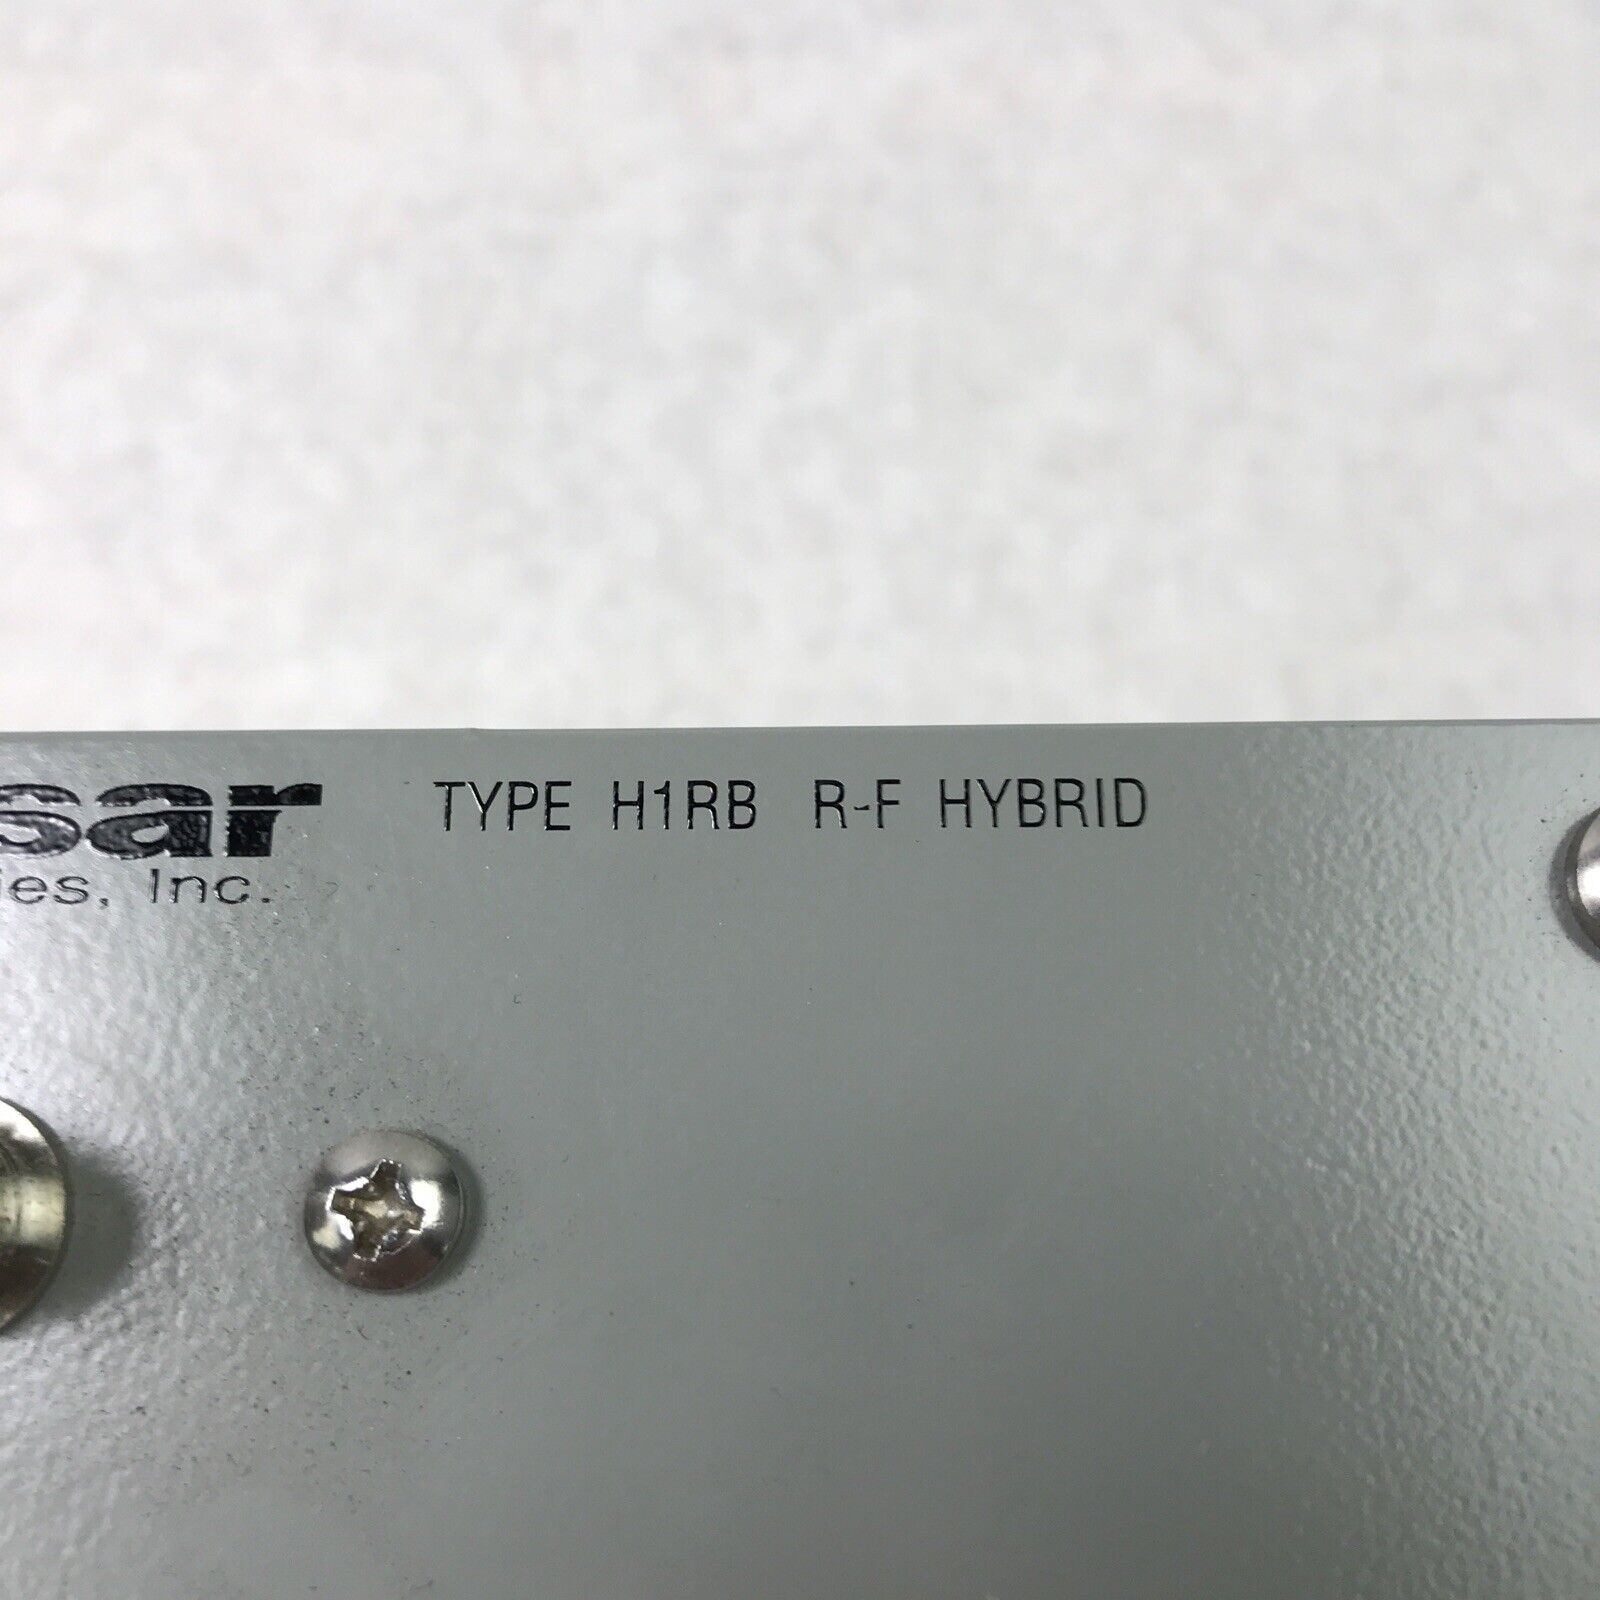 sar TYPE H1RB R-F HYBRID
ies, Inc.